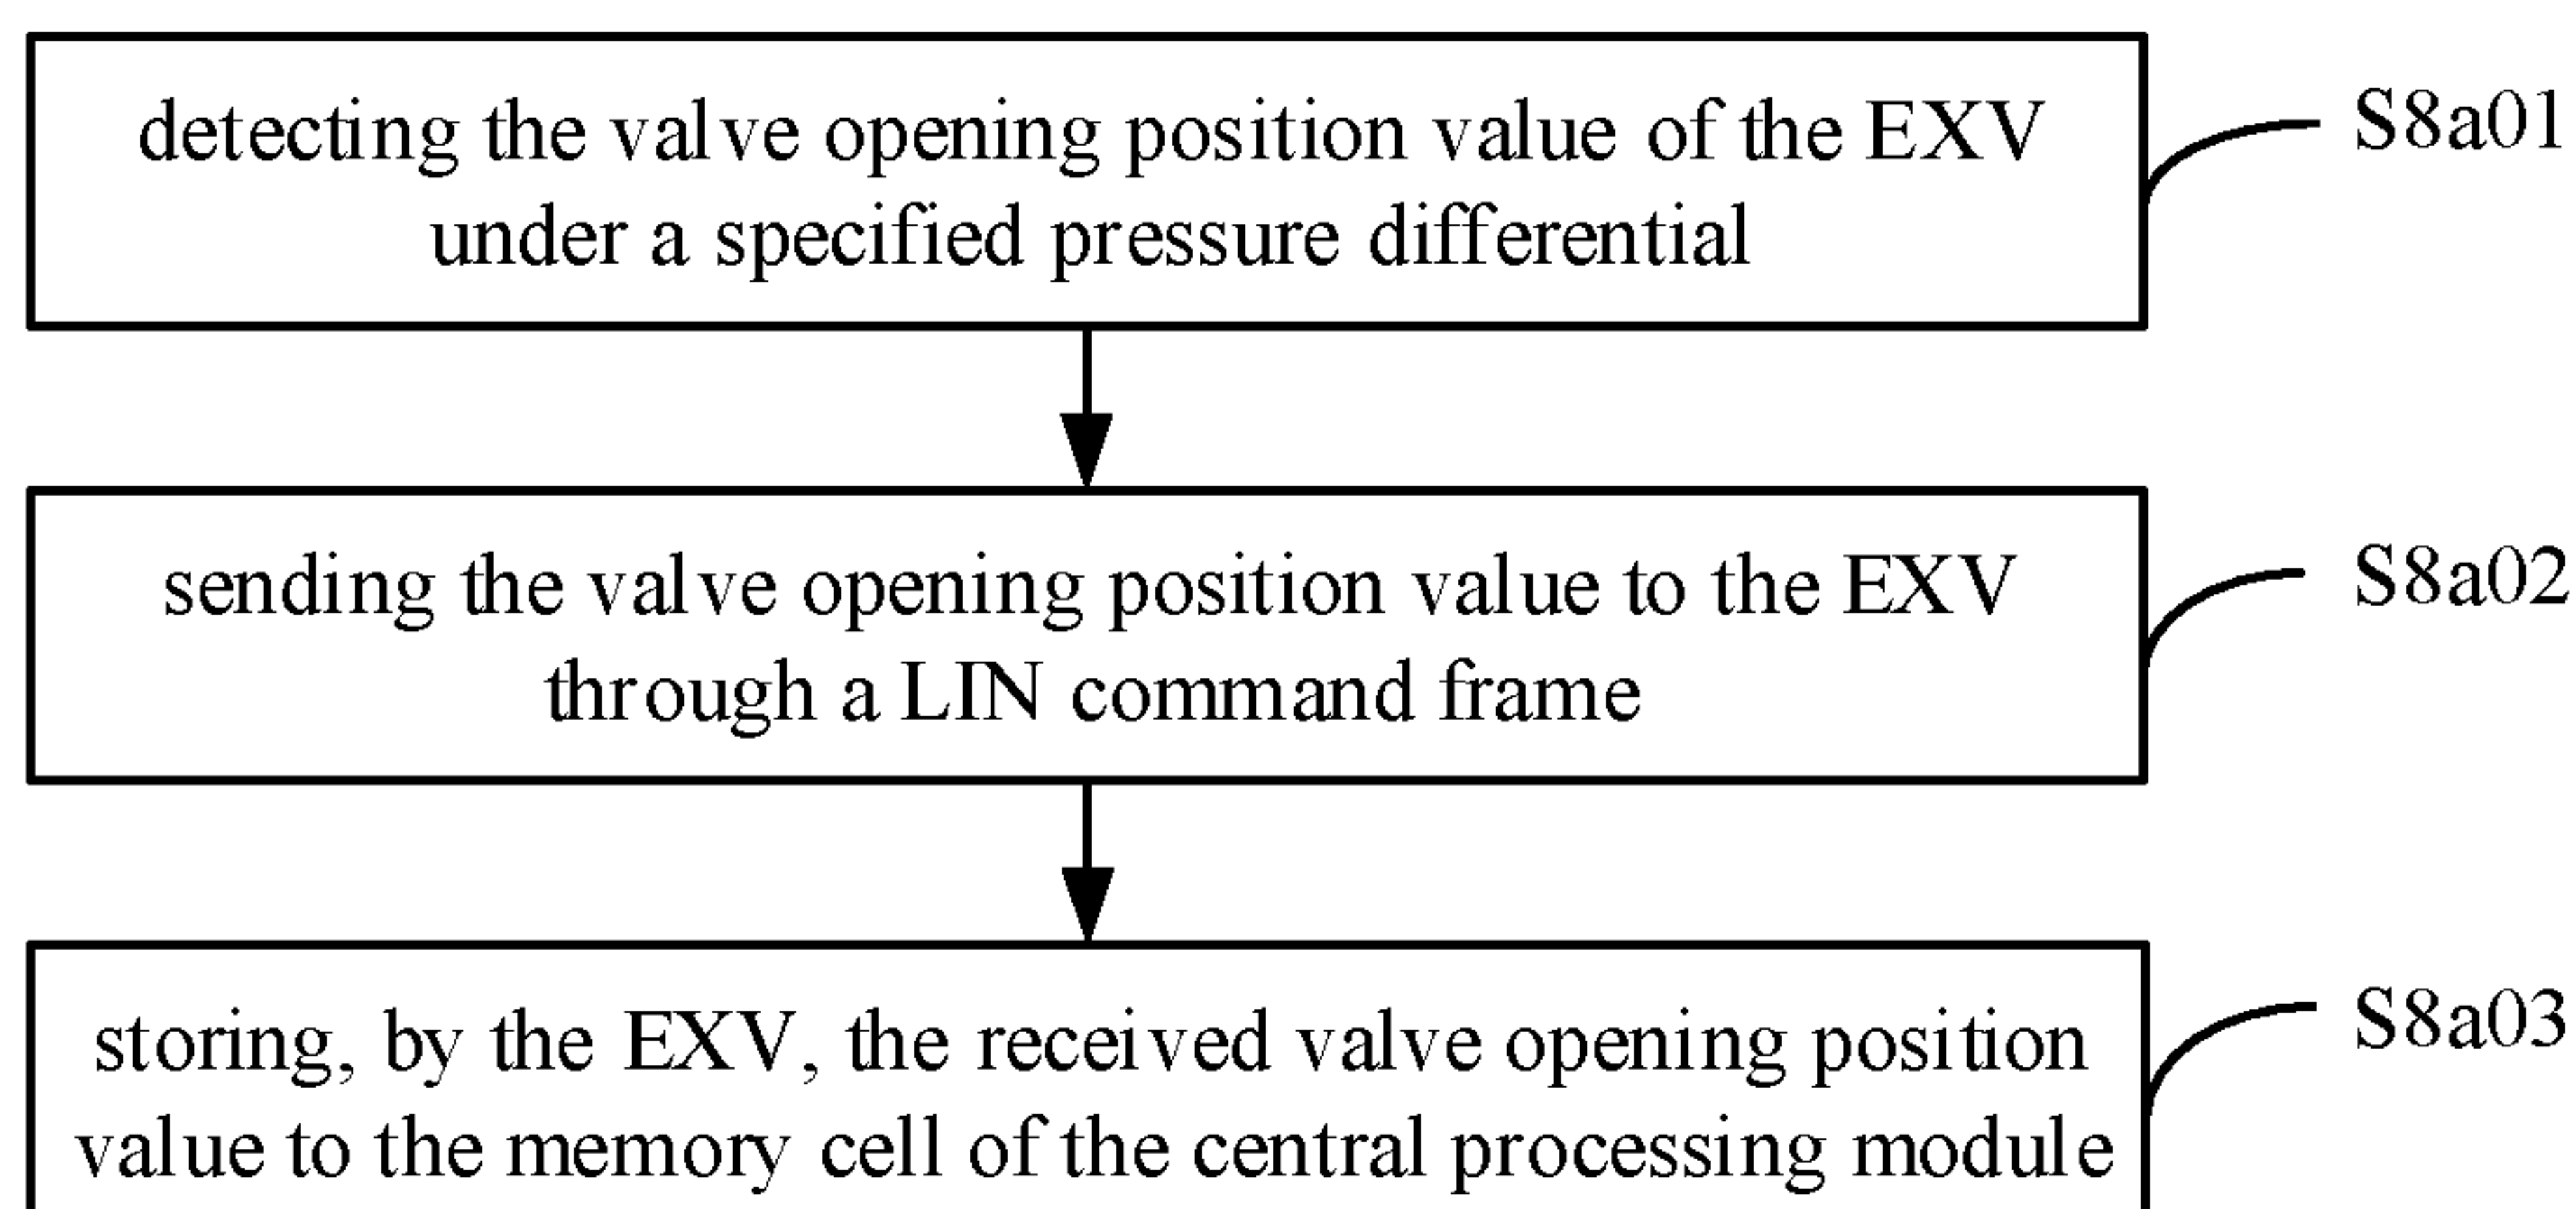 detecting the valve opening position value of the EXV
under a specified pressure differential
S8a01
sending the valve opening position value to the EXV
through a LIN command frame
S8a02
storing, by the EXV, the received valve opening position
value to the memory cell of the central processing module
S8a03